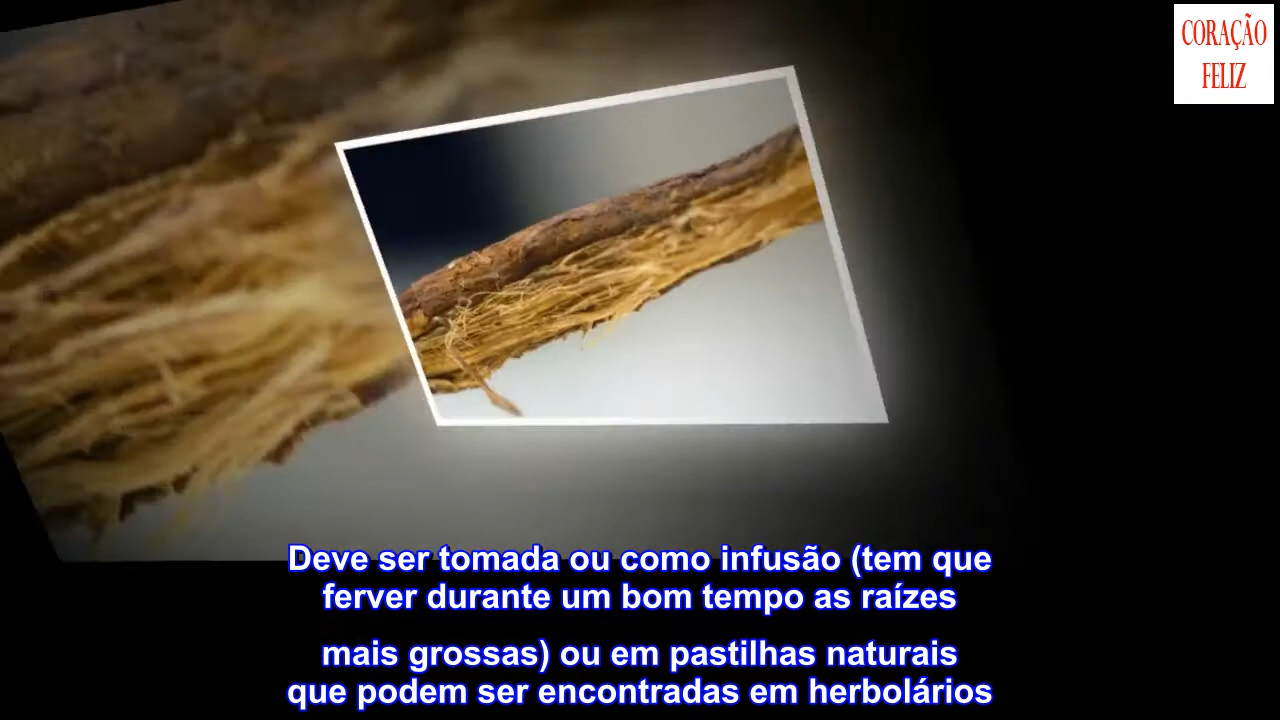 CORAÇÃO
FELIZ
Deve ser tomada ou como infusão (tem que
ferver durante um bom tempo as raízes
mais grossas) ou em pastilhas naturais
que podem ser encontradas em herbolários